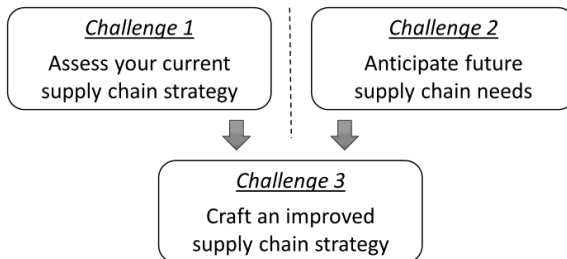 Challenge 1
Assess your current
supply chain strategy
Challenge 2
Anticipate future
supply chain needs
Challenge 3
Craft an improved
supply chain strategy